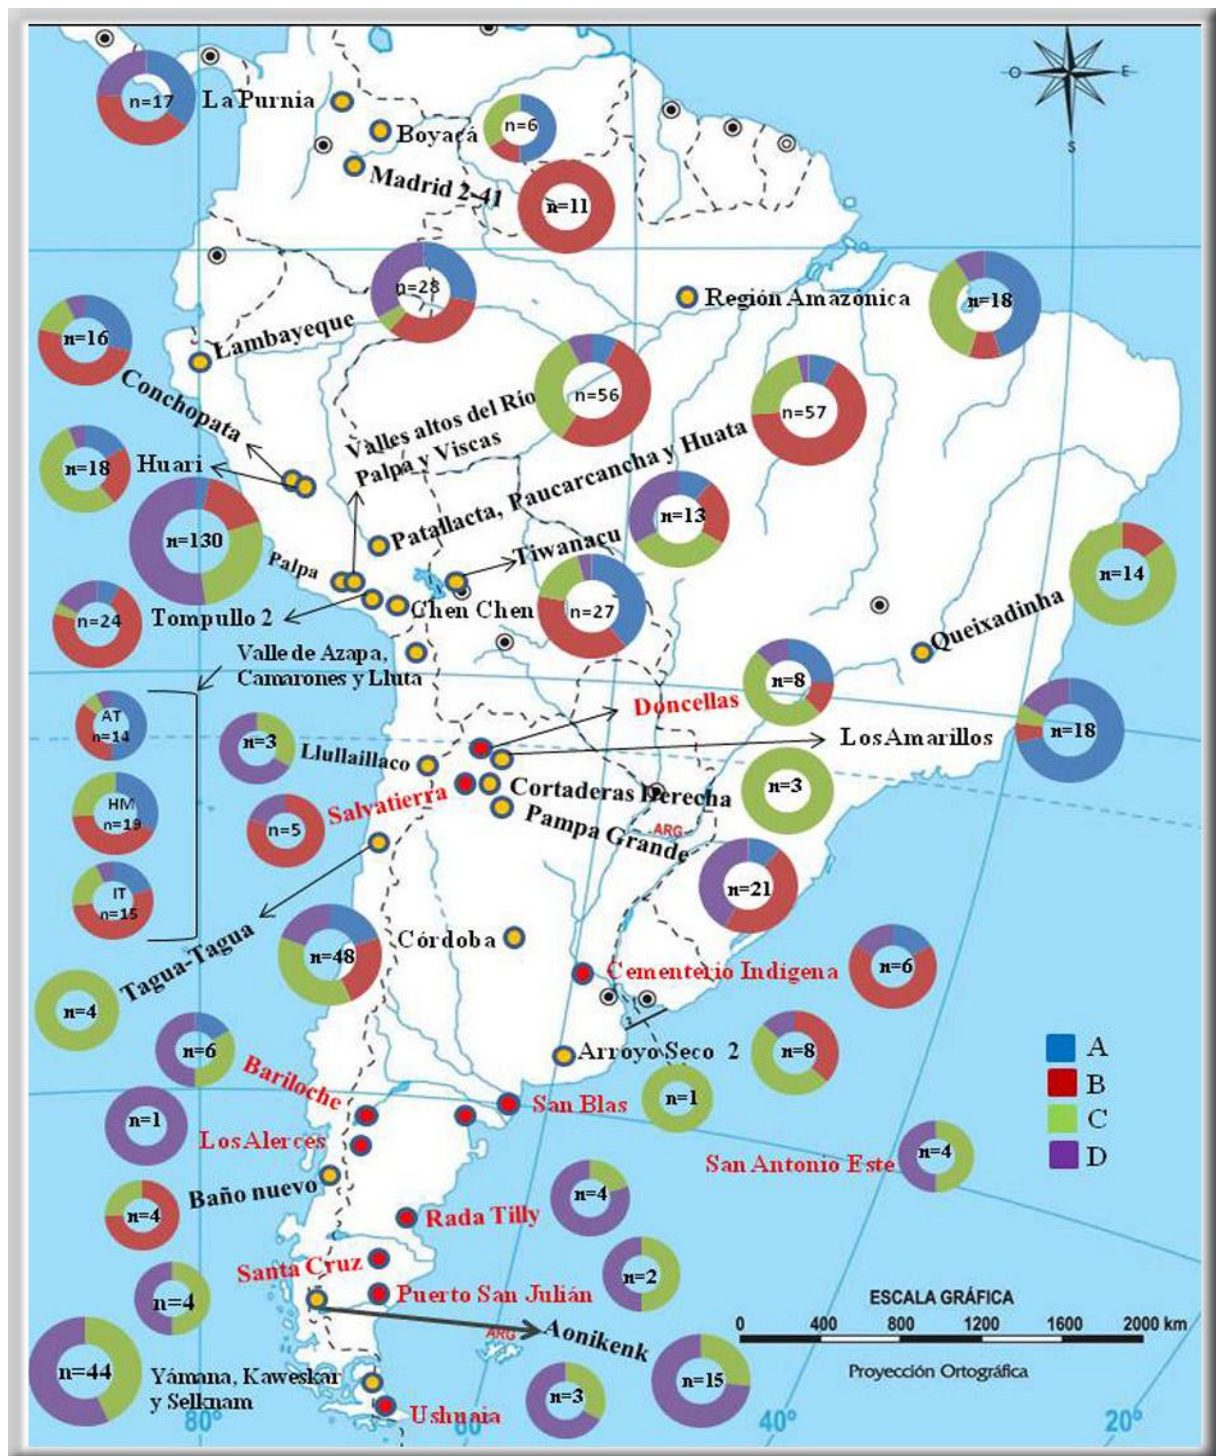 n=17
La Purnia
Boyacá
n=6
Madrid 2-41
n=11
O
E
S
n=28
Región Amazónica
n=18
n=16
Lambayeque
Conchopata
Valles altos del Río
Palpa y Viscas
n=56
n=57
n=18
Huari
Patallacta, Paucarcancha y Huata
n=13
n=130
Tiwanacu
Palpa
n=14
n=24
Tompullo 2
Chen Chen
n=27
Queixadinha
Valle de Azapa,
Camarones y Lluta
n=8
Doncellas
AT
n=14
n=3
Llullaillaco
Los Amarillos
n=18
n=3
HM
n=19
n=5
Salvatierra
Cortaderas Derecha
Pampa Grande
ARG
IT
n=15
n=21
Tagua-Tagua
n=48
Córdoba
Cementerio Indígena
n=6
n=4
n=6
Bariloche
Arroyo Seco 2
n=8
A
B
C
D
n=1
San Blas
n=1
Los Alerces
San Antonio Este
n=4
Baño nuevo
n=4
Rada Tilly
n=4
Santa Cruz
n=2
n=4
Puerto San Julián
ESCALA GRÁFICA
0 400 800 1200 1600 2000 km
Proyección Ortográfica
ARG
Aonikenk
n=44
Yámana, Kaweskar
y Selknam
n=3
n=15
Ushuaia
80°
60°
40°
20°